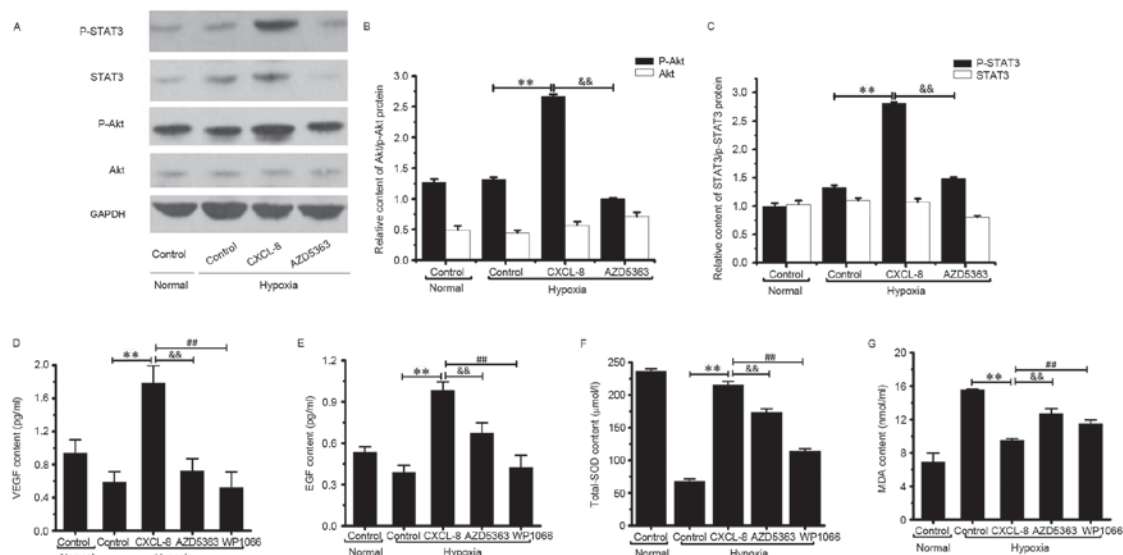 A
P-STAT3
STAT3
P-Akt
Akt
GAPDH
Control Control CXCL-8 AZD5363
Normal Hypoxia
B
P-Akt
Akt
Relative content of Akt/p-Akt protein
3.0
2.5
2.0
1.5
1.0
0.5
0.0
** &&
Control Control CXCL-8 AZD5363
Normal Hypoxia
C
P-STAT3
STAT3
Relative content of STAT3/p-STAT3 protein
3.0
2.5
2.0
1.5
1.0
0.5
0.0
** &&
Control Control CXCL-8 AZD5363
Normal Hypoxia
D
VEGF content (pg/ml)
2.0
1.6
1.2
0.8
0.4
0.0
##
** &&
Control Control CXCL-8 AZD5363 WP1066
Normal Hypoxia
E
EGF content (pg/ml)
1.2
0.9
0.6
0.3
0.0
##
** &&
Control Control CXCL-8 AZD5363 WP1066
Normal Hypoxia
F
Total-SOD content (μmol/l)
250
200
150
100
50
0.00
##
** &&
Control Control CXCL-8 AZD5363 WP1066
Normal Hypoxia
G
MDA content (nmol/ml)
20
16
12
8
4
0
##
** &&
Control Control CXCL-8 AZD5363 WP1066
Normal Hypoxia